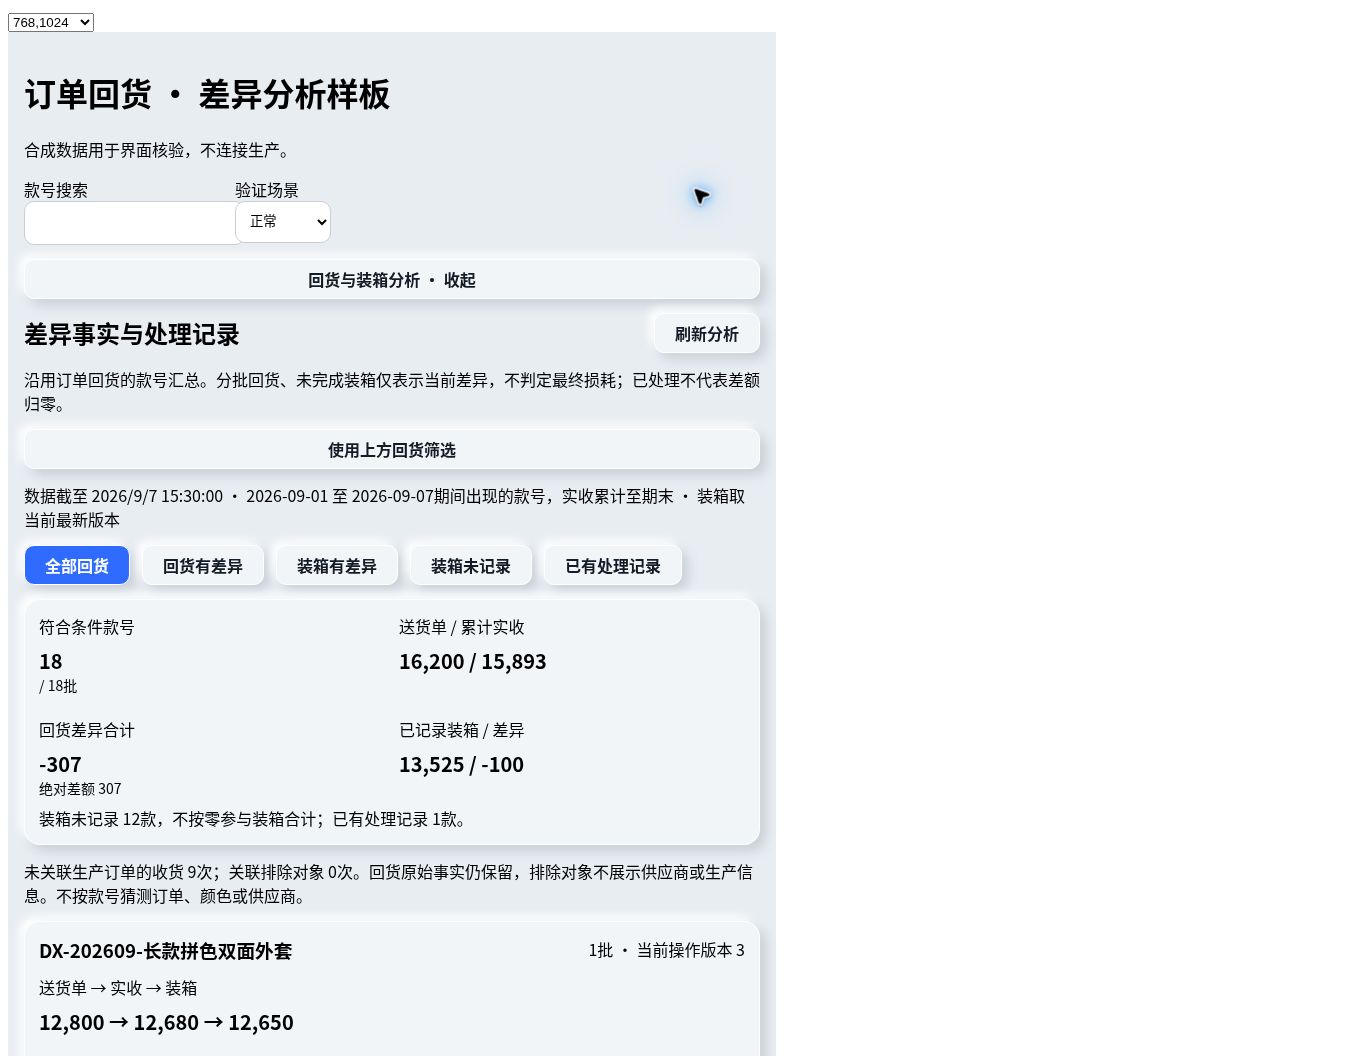 768,1024
订单回货 · 差异分析样板
合成数据用于界面核验，不连接生产。
款号搜索 验证场景
正常
回货与装箱分析 · 收起
差异事实与处理记录 刷新分析
沿用订单回货的款号汇总。分批回货、未完成装箱仅表示当前差异，不判定最终损耗；已处理不代表差额
归零。
使用上方回货筛选
数据截至 2026/9/7 15:30:00 · 2026-09-01 至 2026-09-07期间出现的款号，实收累计至期末 · 装箱取
当前最新版本
全部回货 回货有差异 装箱有差异 装箱未记录 已有处理记录
符合条件款号 送货单 / 累计实收
18 16,200 / 15,893
/ 18批
回货差异合计 已记录装箱 / 差异
-307 13,525 / -100
绝对差额 307
装箱未记录 12款，不按零参与装箱合计；已有处理记录 1款。
未关联生产订单的收货 9次；关联排除对象 0次。回货原始事实仍保留，排除对象不展示供应商或生产信
息。不按款号猜测订单、颜色或供应商。
DX-202609-长款拼色双面外套 1批 · 当前操作版本 3
送货单 → 实收 → 装箱
12,800 → 12,680 → 12,650